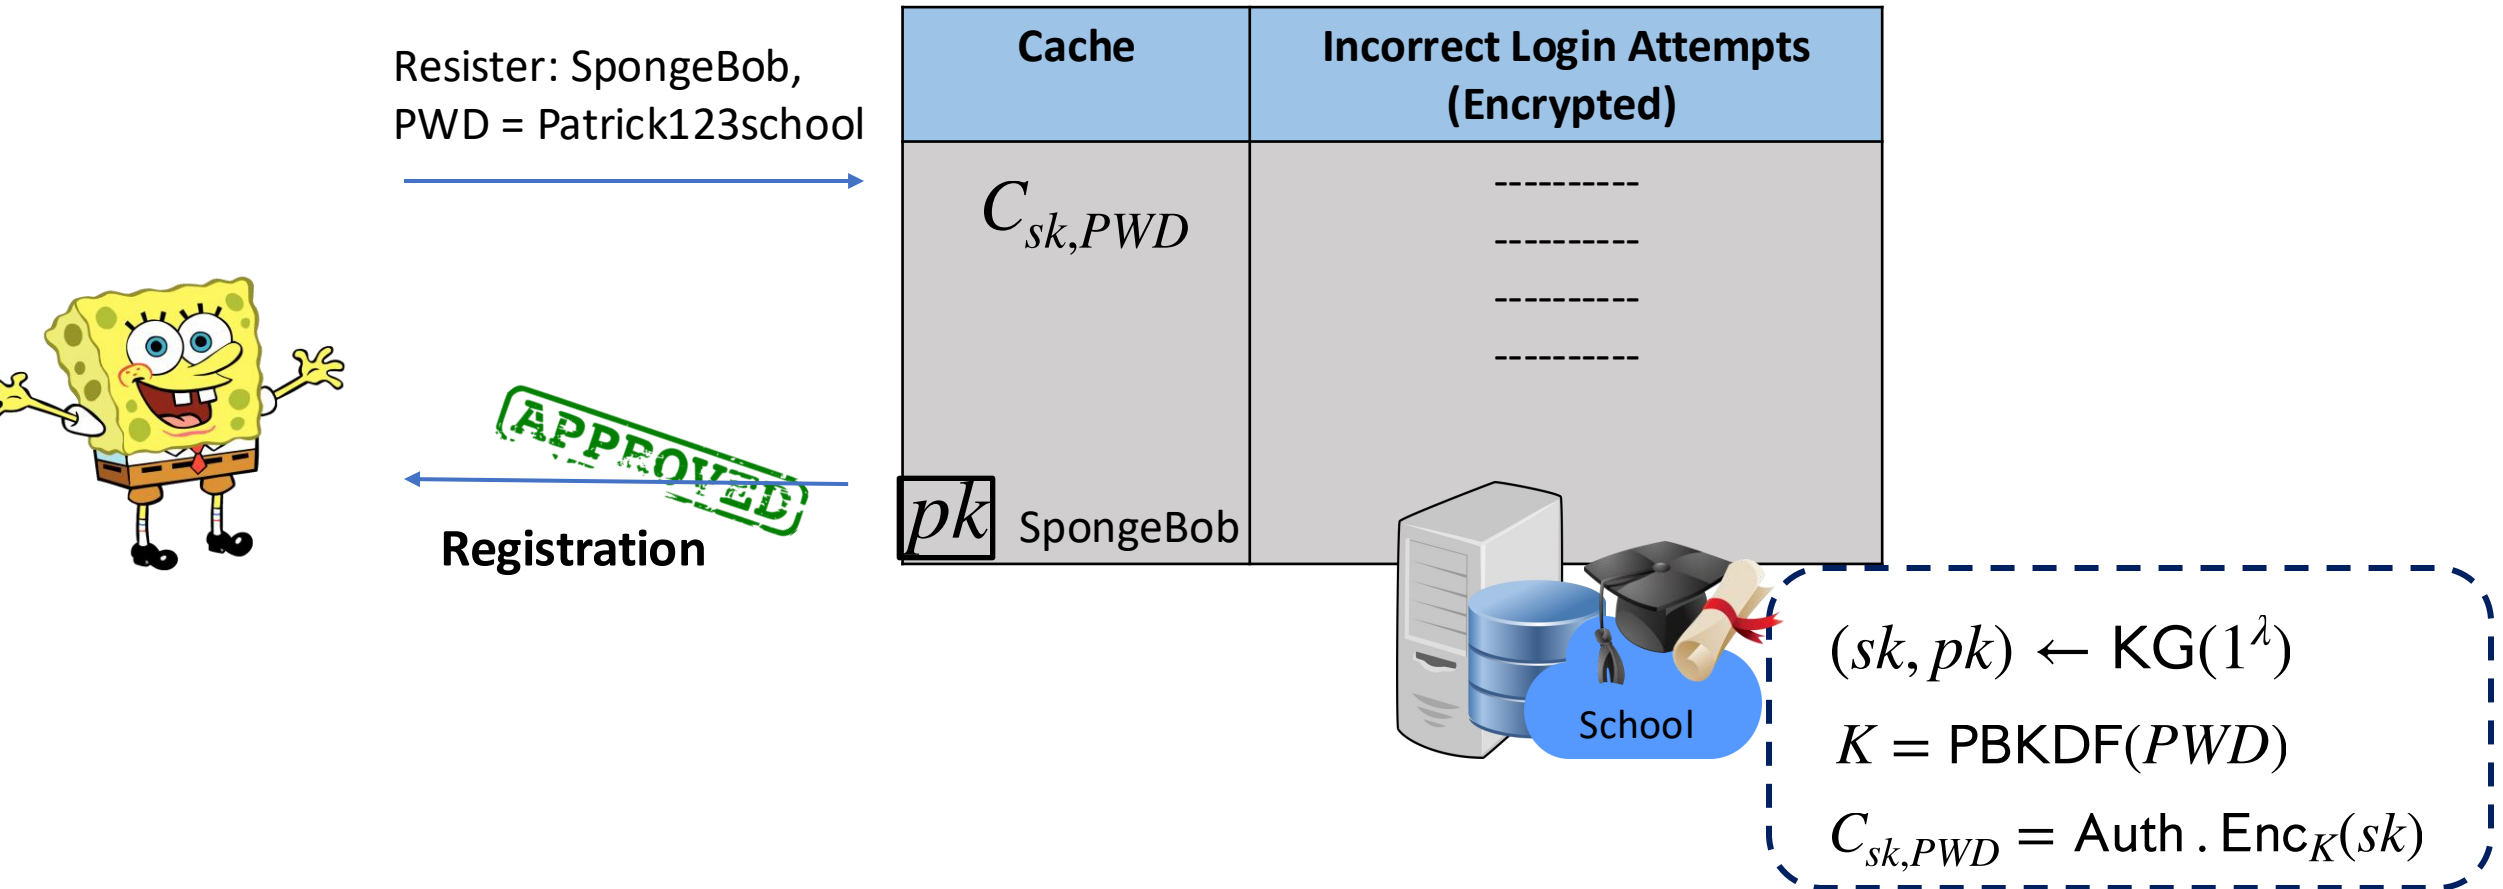 Resister: SpongeBob,
PWD = Patrick123school
Cache
Incorrect Login Attempts
(Encrypted)
C_{sk,PWD}
----------
----------
----------
----------
APPROVED
Registration
pk
SpongeBob
School
(sk, pk) ← KG(1^λ)
K = PBKDF(PWD)
C_{sk,PWD} = Auth . Enc_K(sk)